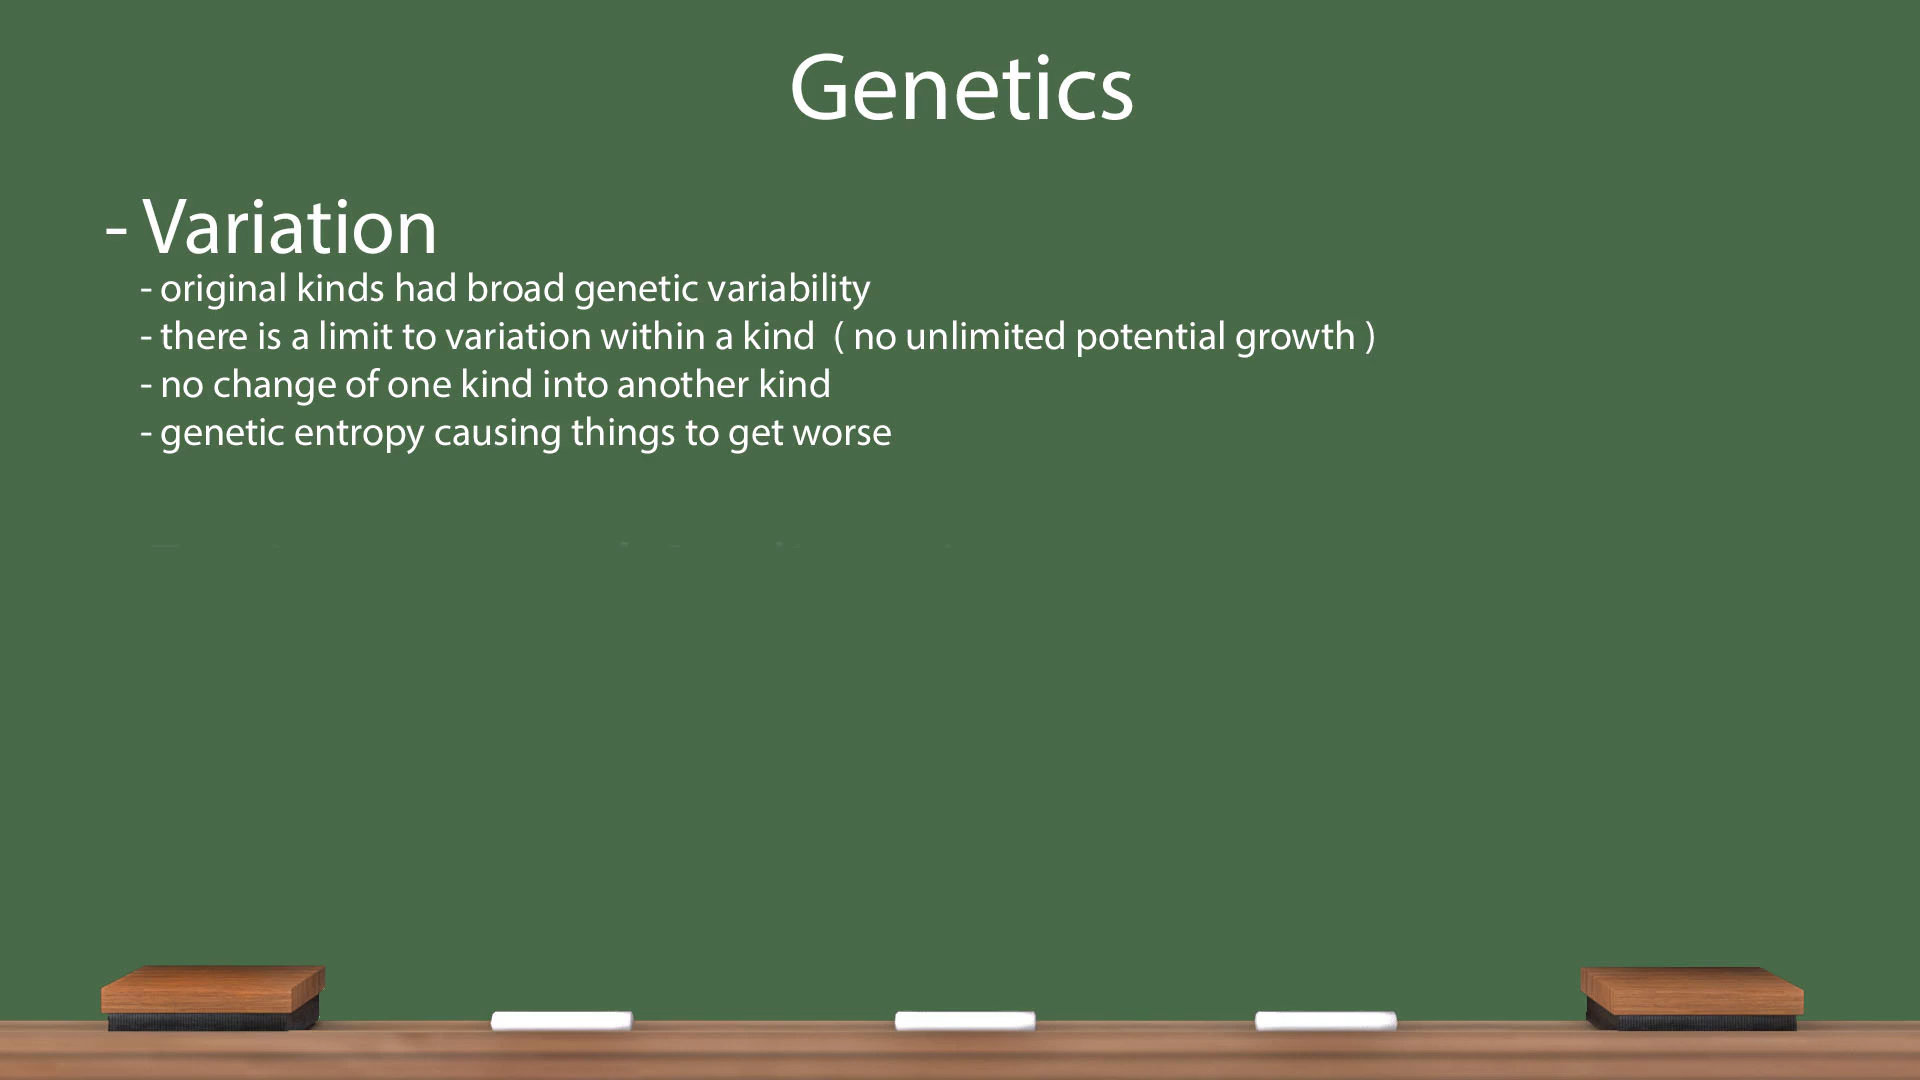 Genetics
- Variation
- original kinds had broad genetic variability
- there is a limit to variation within a kind ( no unlimited potential growth )
- no change of one kind into another kind
- genetic entropy causing things to get worse